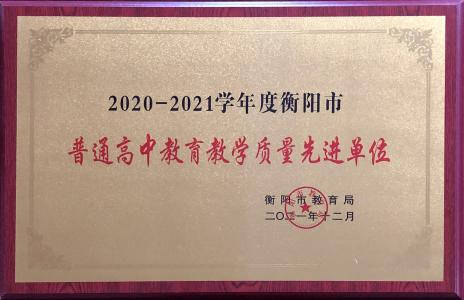 2020-2021学年度衡阳市
普通高中教育教学质量先进单位
衡阳市教育局
二〇二一年十二月